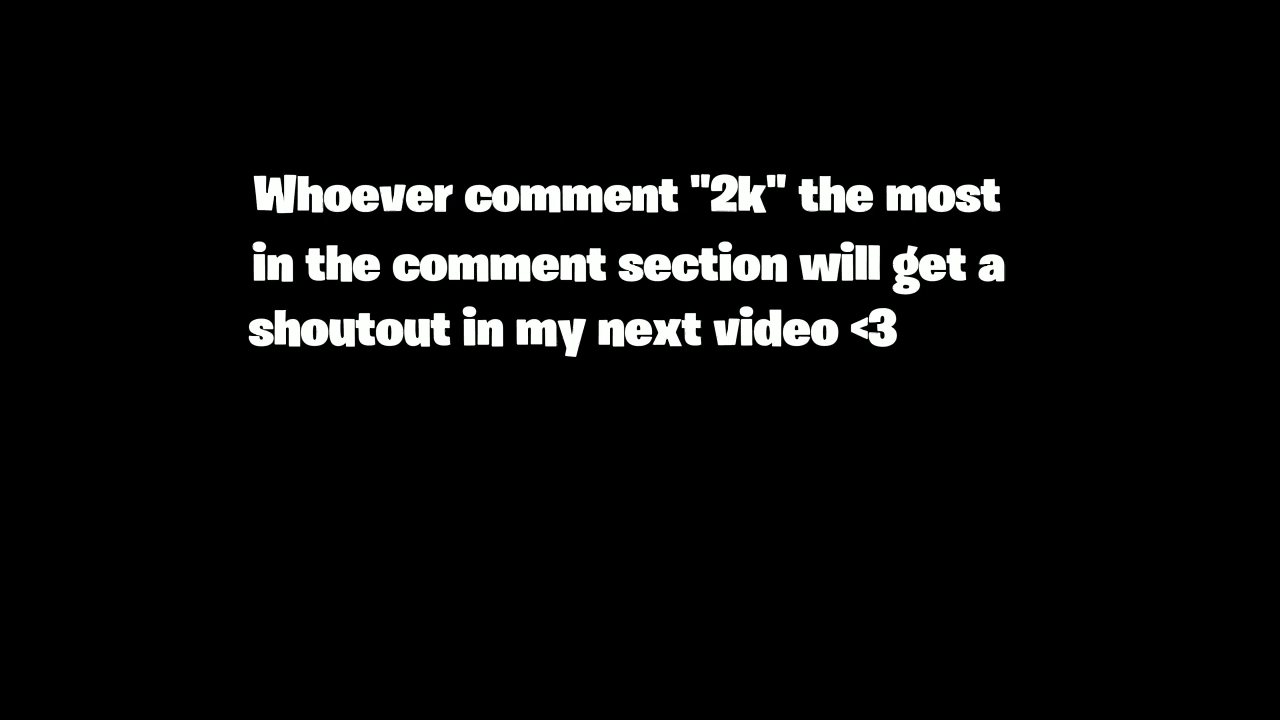 Whoever comment "2k" the most
in the comment section will get a
shoutout in my next video <3